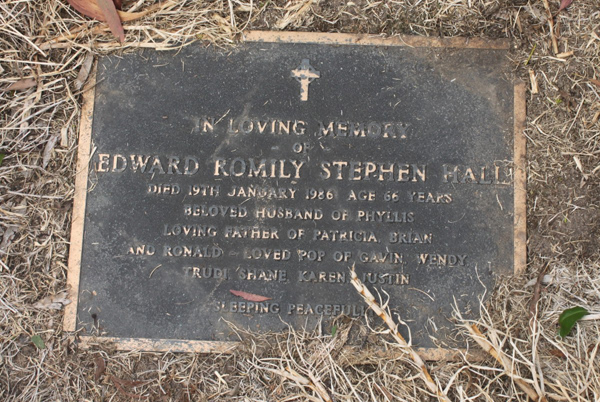 IN LOVING MEMORY
OF
EDWARD ROMILY STEPHEN HALL
DIED 19TH JANUARY 1986 AGE 66 YEARS
BELOVED HUSBAND OF PHYLLIS
LOVING FATHER OF PATRICIA, BRIAN
AND RONALD - LOVED POP OF GAVIN, WENDY
TRUDI, SHANE, KAREN, JUSTIN
SLEEPING PEACEFULLY